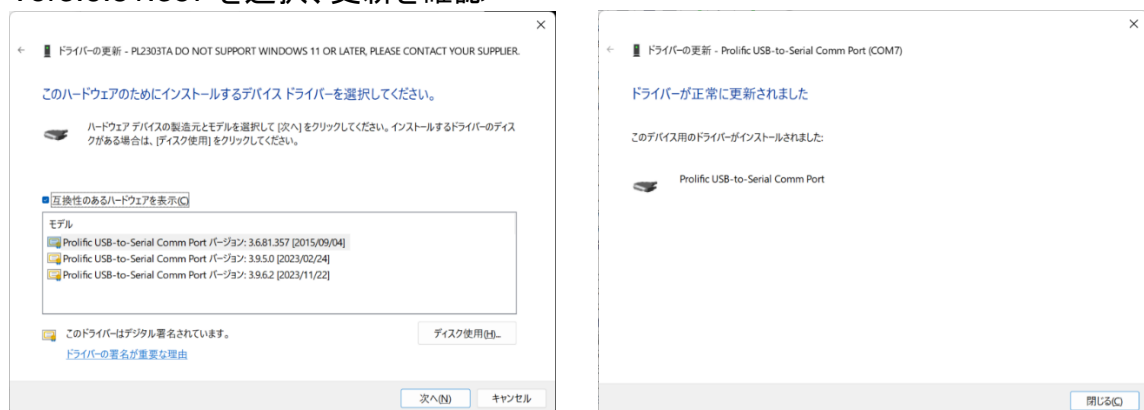 を選択、更新を確認
← ドライバーの更新 - PL2303TA DO NOT SUPPORT WINDOWS 11 OR LATER, PLEASE CONTACT YOUR SUPPLIER.
このハードウェアのためにインストールするデバイス ドライバーを選択してください。
ハードウェア デバイスの製造元とモデルを選択して [次へ] をクリックしてください。インストールするドライバーのディス
クがある場合は、[ディスク使用] をクリックしてください。
互換性のあるハードウェアを表示(C)
モデル
Prolific USB-to-Serial Comm Port バージョン: 3.6.81.357 [2015/09/04]
Prolific USB-to-Serial Comm Port バージョン: 3.9.5.0 [2023/02/24]
Prolific USB-to-Serial Comm Port バージョン: 3.9.6.2 [2023/11/22]
このドライバーはデジタル署名されています。
ディスク使用(H)...
ドライバーの署名が重要な理由
次へ(N)
キャンセル
← ドライバーの更新 - Prolific USB-to-Serial Comm Port (COM7)
ドライバーが正常に更新されました
このデバイス用のドライバーがインストールされました:
Prolific USB-to-Serial Comm Port
閉じる(C)